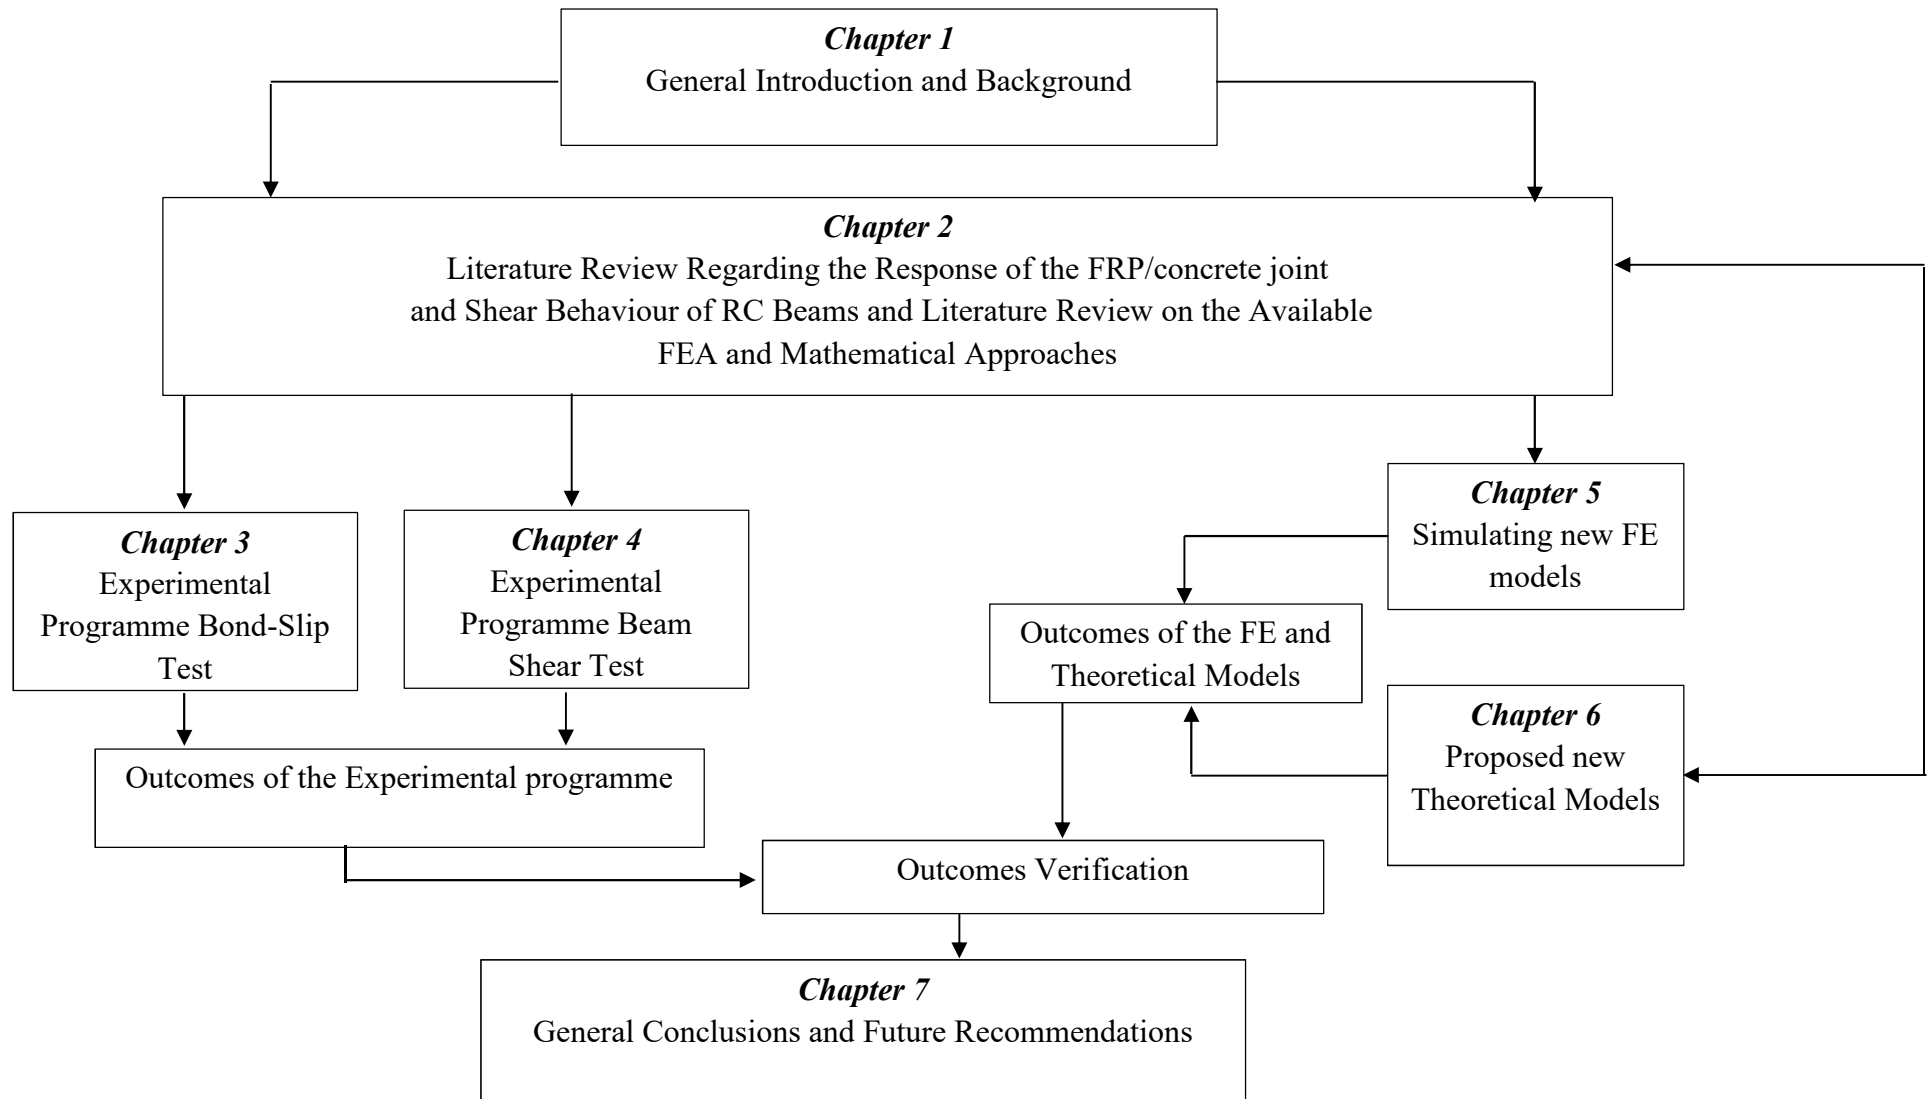 Chapter 1
General Introduction and Background
Chapter 2
Literature Review Regarding the Response of the FRP/concrete joint
and Shear Behaviour of RC Beams and Literature Review on the Available
FEA and Mathematical Approaches
Chapter 3
Experimental
Programme Bond-Slip
Test
Chapter 4
Experimental
Programme Beam
Shear Test
Chapter 5
Simulating new FE
models
Outcomes of the FE and
Theoretical Models
Chapter 6
Proposed new
Theoretical Models
Outcomes of the Experimental programme
Outcomes Verification
Chapter 7
General Conclusions and Future Recommendations